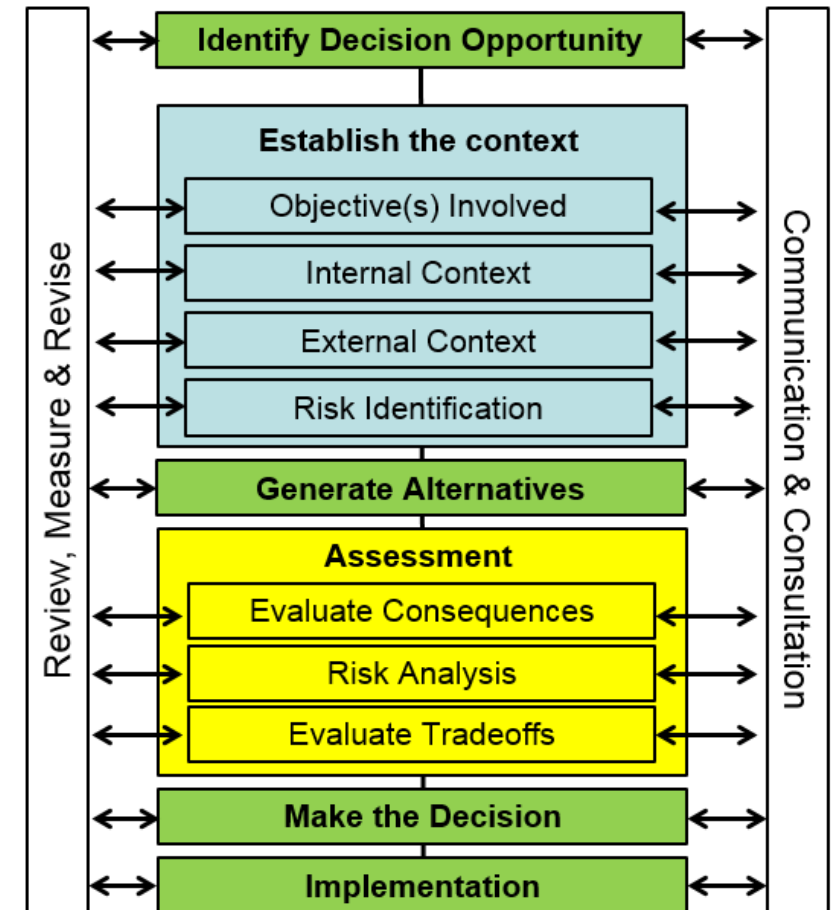 Identify Decision Opportunity
Establish the context
Objective(s) Involved
Internal Context
External Context
Risk Identification
Generate Alternatives
Assessment
Evaluate Consequences
Risk Analysis
Evaluate Tradeoffs
Make the Decision
Implementation
Review, Measure & Revise
Communication & Consultation